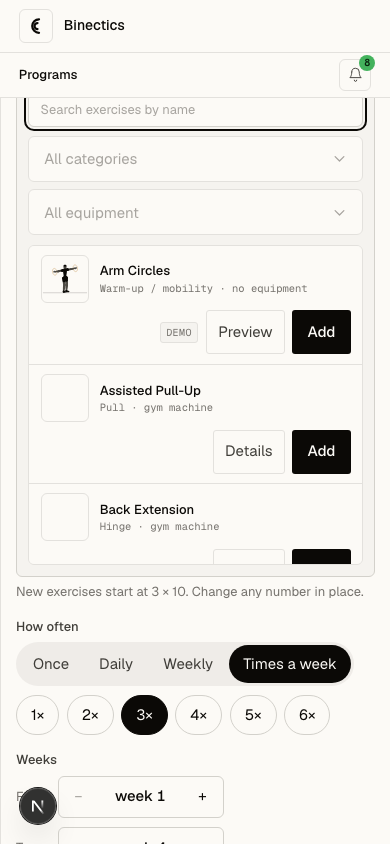 Binectics
Programs
8
Search exercises by name
All categories
All equipment
Arm Circles
Warm-up / mobility · no equipment
DEMO
Preview
Add
Assisted Pull-Up
Pull · gym machine
Details
Add
Back Extension
Hinge · gym machine
New exercises start at 3 × 10. Change any number in place.
How often
Once Daily Weekly Times a week
1× 2× 3× 4× 5× 6×
Weeks
N
− week 1 +